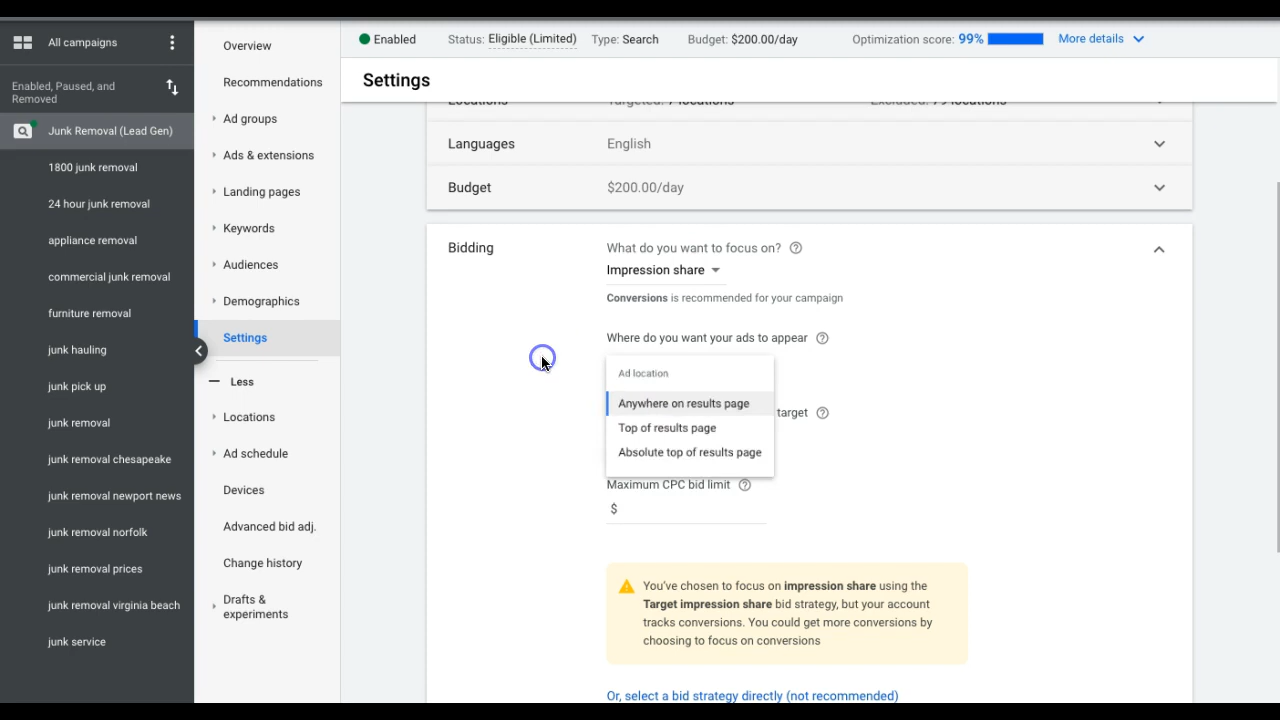 All campaigns
Enabled, Paused, and
Removed
Junk Removal (Lead Gen)
1800 junk removal
24 hour junk removal
appliance removal
commercial junk removal
furniture removal
junk hauling
junk pick up
junk removal
junk removal chesapeake
junk removal newport news
junk removal norfolk
junk removal prices
junk removal virginia beach
junk service
Overview
Recommendations
Ad groups
Ads & extensions
Landing pages
Keywords
Audiences
Demographics
Settings
Less
Locations
Ad schedule
Devices
Advanced bid adj.
Change history
Drafts &
experiments
Enabled Status: Eligible (Limited) Type: Search Budget: $200.00/day Optimization score: 99% More details
Settings
Locations Targeted: 7 locations Excluded: 79 locations
Languages English
Budget $200.00/day
Bidding What do you want to focus on?
Impression share
Conversions is recommended for your campaign
Where do you want your ads to appear
Ad location
Anywhere on results page
target
Top of results page
Absolute top of results page
Maximum CPC bid limit
$
You've chosen to focus on impression share using the
Target impression share bid strategy, but your account
tracks conversions. You could get more conversions by
choosing to focus on conversions
Or, select a bid strategy directly (not recommended)